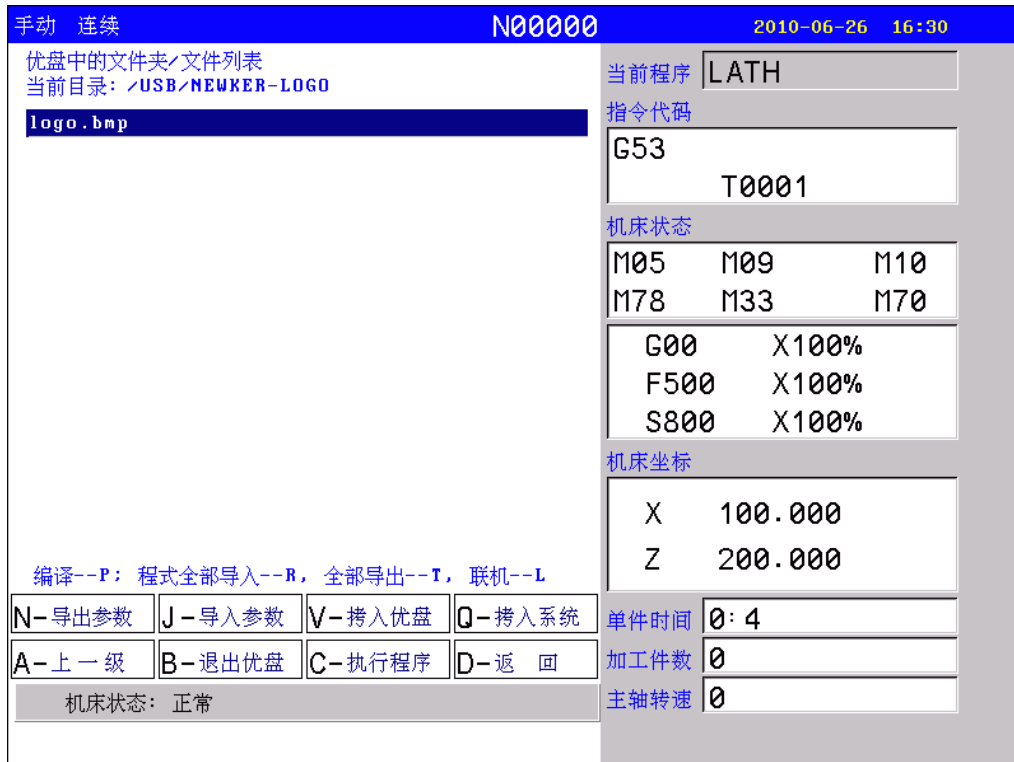 手动 连续 N00000 2010-06-26 16:30
优盘中的文件夹/文件列表
当前目录: /USB/NEWKER-LOGO
logo.bmp
编译--P; 程式全部导入--R, 全部导出--T, 联机--L
N-导出参数 J-导入参数 V-拷入优盘 Q-拷入系统
A-上一级 B-退出优盘 C-执行程序 D-返 回
机床状态: 正常
当前程序 LATH
指令代码
G53
T0001
机床状态
M05 M09 M10
M78 M33 M70
G00 X100%
F500 X100%
S800 X100%
机床坐标
X 100.000
Z 200.000
单件时间 0: 4
加工件数 0
主轴转速 0